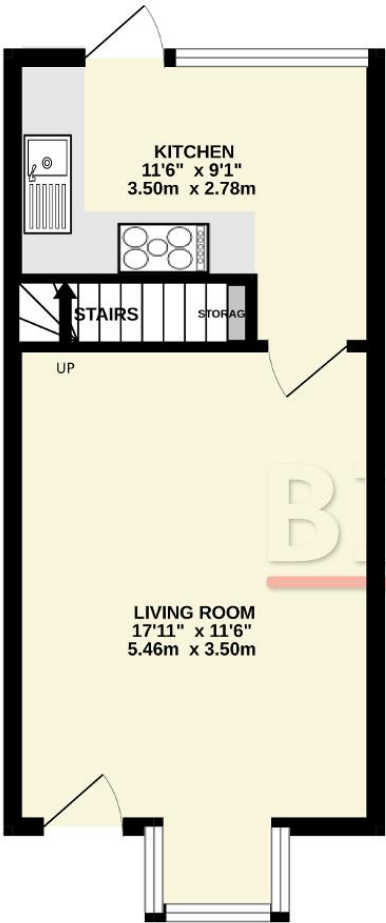 KITCHEN
11'6" x 9'1"
3.50m x 2.78m
STAIRS
STORAG
UP
LIVING ROOM
17'11" x 11'6"
5.46m x 3.50m